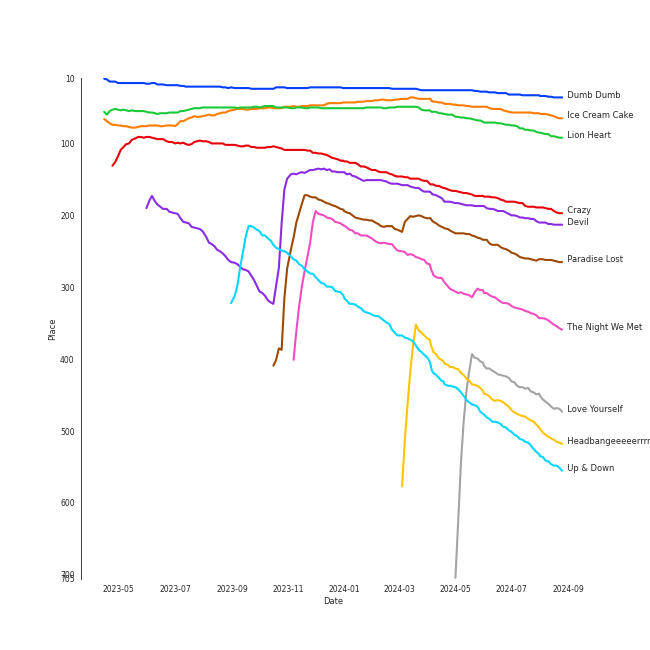 10
100
200
300
400
500
600
700
705
Place
2023-05
2023-07
2023-09
2023-11
2024-01
2024-03
2024-05
2024-07
2024-09
Date
Dumb Dumb
Ice Cream Cake
Lion Heart
Crazy
Devil
Paradise Lost
The Night We Met
Love Yourself
Headbangeeeeerrrr
Up & Down